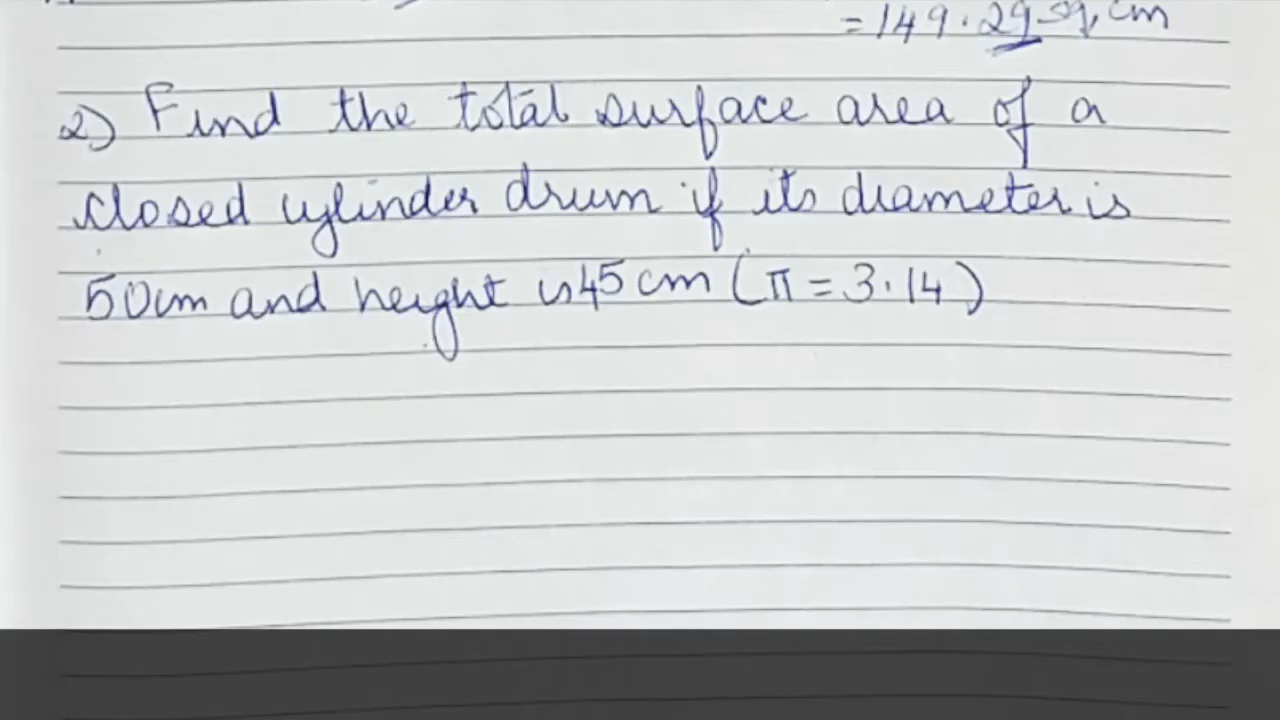 = 149.29 sq.cm
2) Find the total surface area of a
closed cylinder drum if its diameter is
50cm and height is 45 cm (π = 3.14)